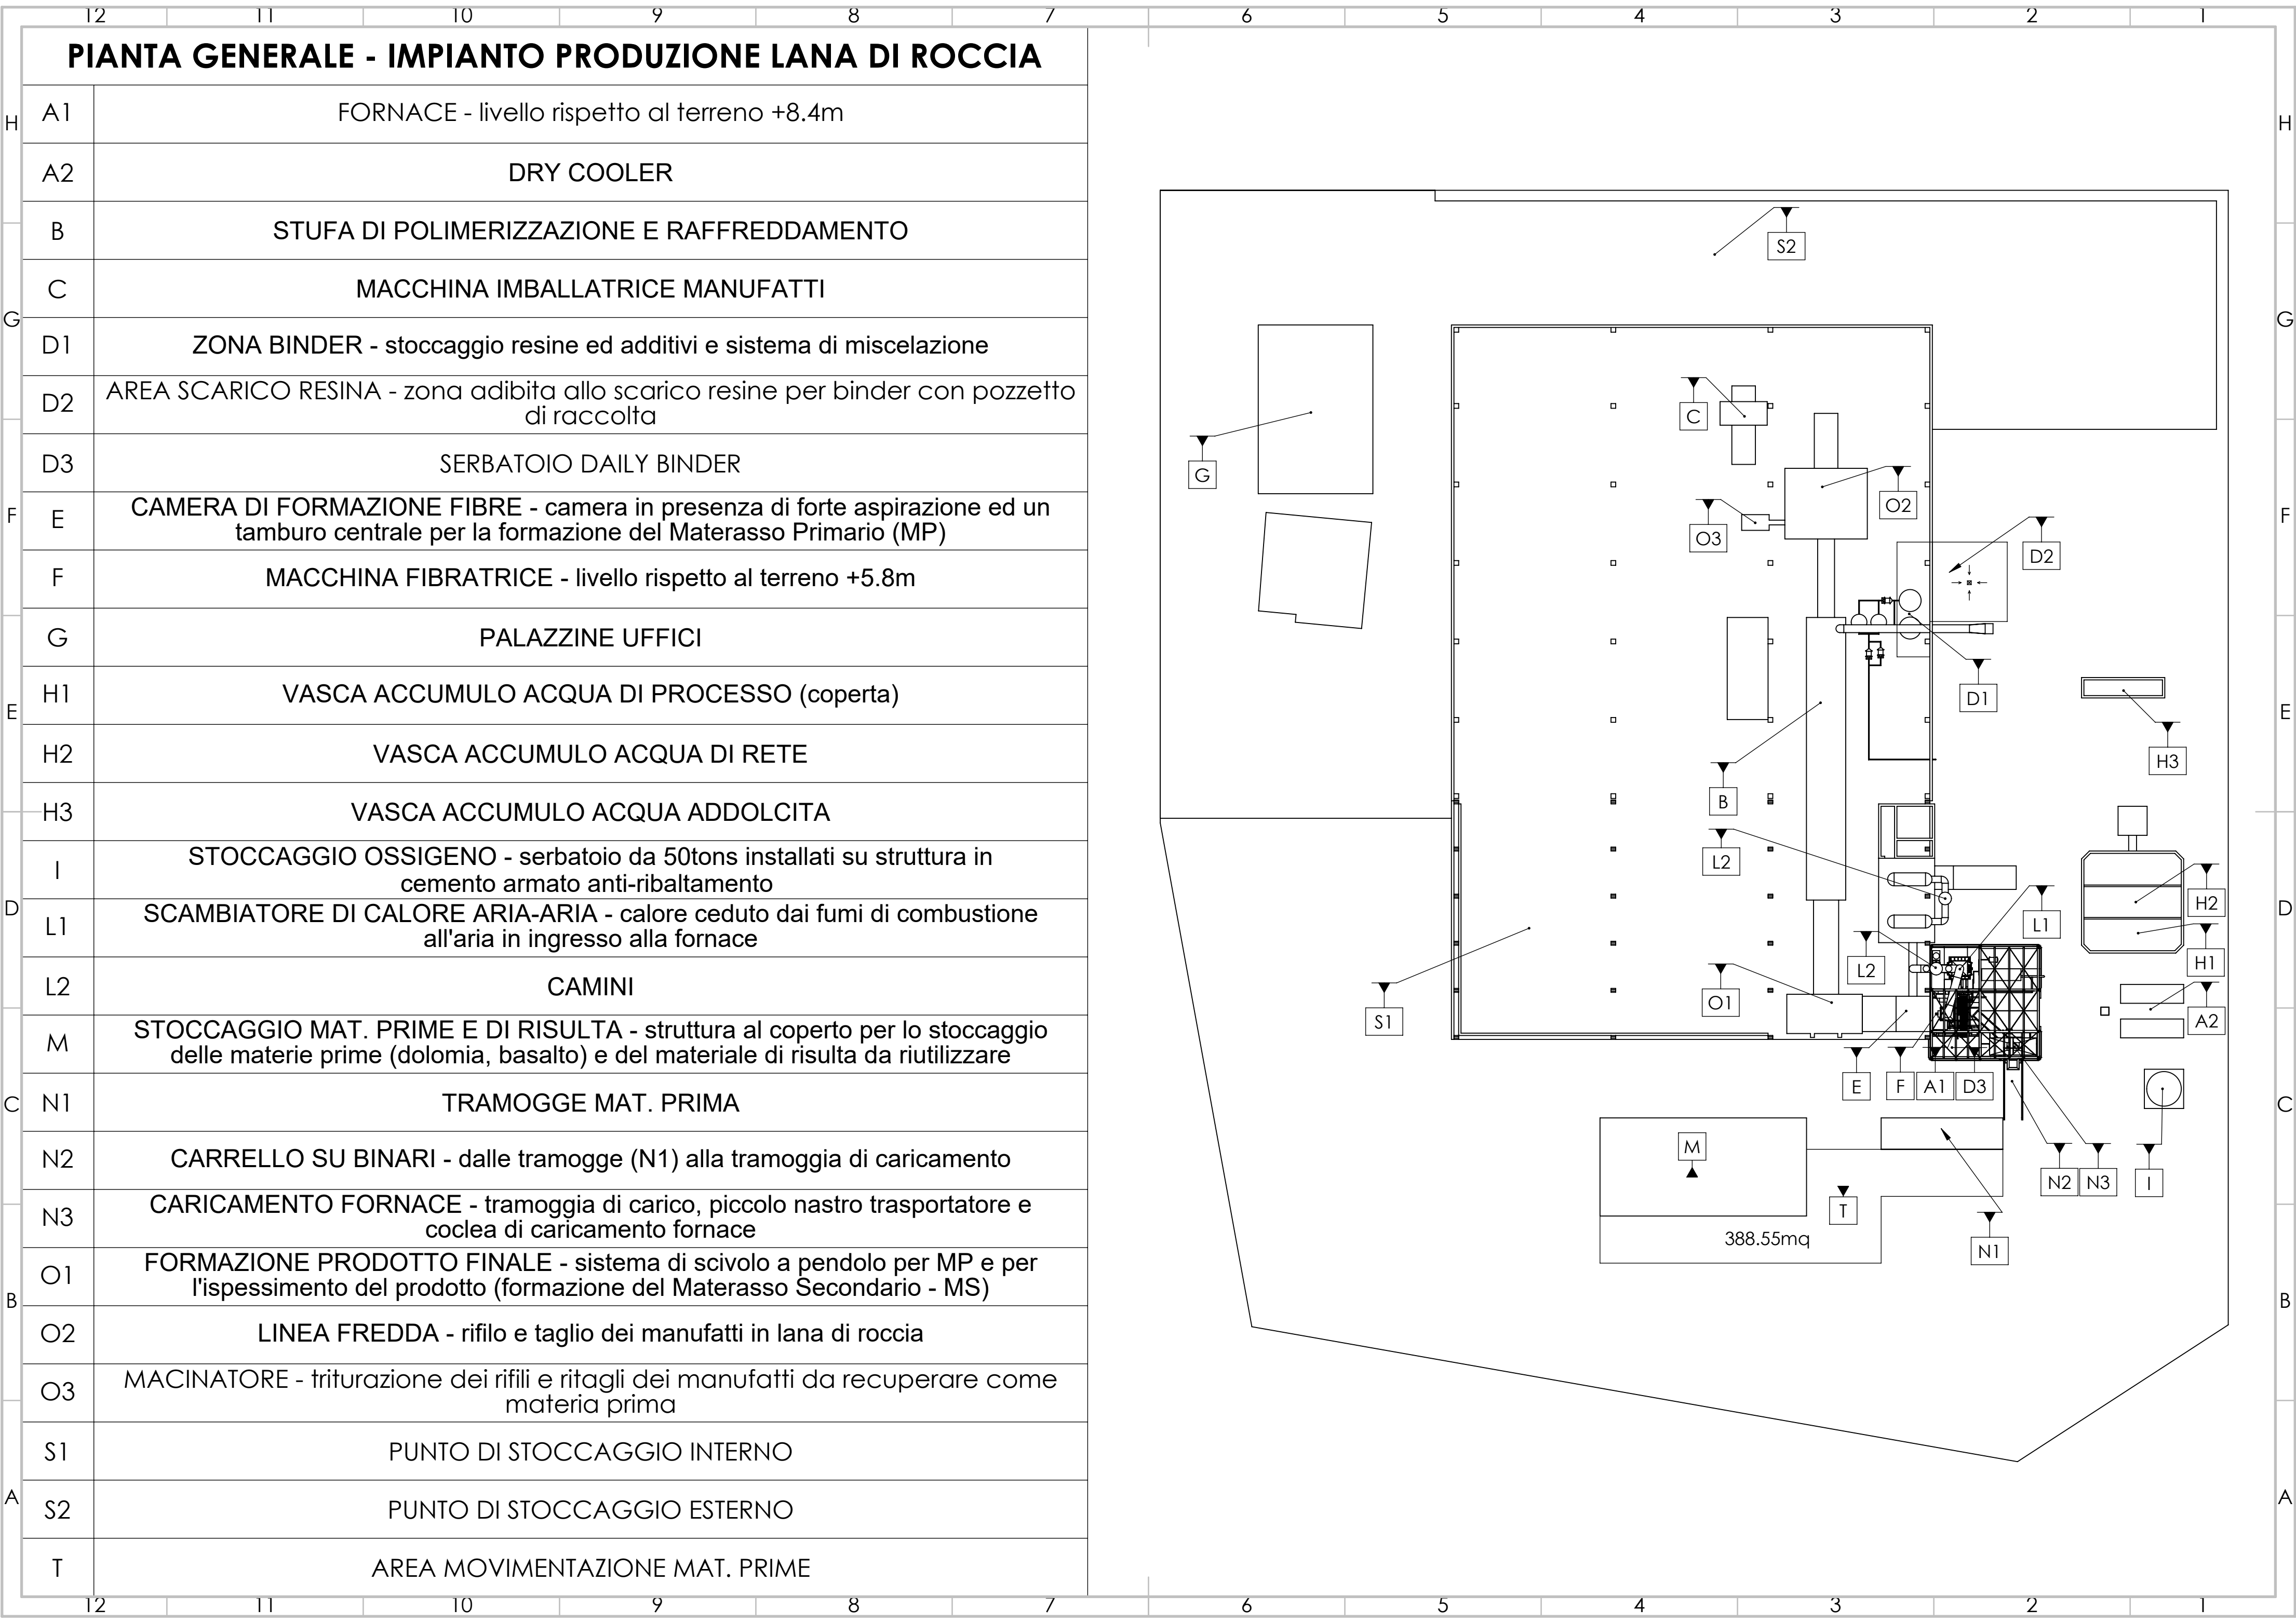 12 11 10 9 8 7 6 5 4 3 2 1
PIANTA GENERALE - IMPIANTO PRODUZIONE LANA DI ROCCIA
A1 FORNACE - livello rispetto al terreno +8.4m
A2 DRY COOLER
B STUFA DI POLIMERIZZAZIONE E RAFFREDDAMENTO
C MACCHINA IMBALLATRICE MANUFATTI
D1 ZONA BINDER - stoccaggio resine ed additivi e sistema di miscelazione
D2 AREA SCARICO RESINA - zona adibita allo scarico resine per binder con pozzetto
di raccolta
D3 SERBATOIO DAILY BINDER
E CAMERA DI FORMAZIONE FIBRE - camera in presenza di forte aspirazione ed un
tamburo centrale per la formazione del Materasso Primario (MP)
F MACCHINA FIBRATRICE - livello rispetto al terreno +5.8m
G PALAZZINE UFFICI
H1 VASCA ACCUMULO ACQUA DI PROCESSO (coperta)
H2 VASCA ACCUMULO ACQUA DI RETE
H3 VASCA ACCUMULO ACQUA ADDOLCITA
I STOCCAGGIO OSSIGENO - serbatoio da 50tons installati su struttura in
cemento armato anti-ribaltamento
L1 SCAMBIATORE DI CALORE ARIA-ARIA - calore ceduto dai fumi di combustione
all'aria in ingresso alla fornace
L2 CAMINI
M STOCCAGGIO MAT. PRIME E DI RISULTA - struttura al coperto per lo stoccaggio
delle materie prime (dolomia, basalto) e del materiale di risulta da riutilizzare
N1 TRAMOGGE MAT. PRIMA
N2 CARRELLO SU BINARI - dalle tramogge (N1) alla tramoggia di caricamento
N3 CARICAMENTO FORNACE - tramoggia di carico, piccolo nastro trasportatore e
coclea di caricamento fornace
O1 FORMAZIONE PRODOTTO FINALE - sistema di scivolo a pendolo per MP e per
l'ispessimento del prodotto (formazione del Materasso Secondario - MS)
O2 LINEA FREDDA - rifilo e taglio dei manufatti in lana di roccia
O3 MACINATORE - triturazione dei rifili e ritagli dei manufatti da recuperare come
materia prima
S1 PUNTO DI STOCCAGGIO INTERNO
S2 PUNTO DI STOCCAGGIO ESTERNO
T AREA MOVIMENTAZIONE MAT. PRIME
H
G
F
E
D
C
B
A
S2
C
G
O2
O3
D2
D1
H3
B
L2
H2
L1
H1
L2
O1
S1
A2
E F A1 D3
M
N2 N3 I
T
388.55mq
N1
H
G
F
E
D
C
B
A
12 11 10 9 8 7 6 5 4 3 2 1